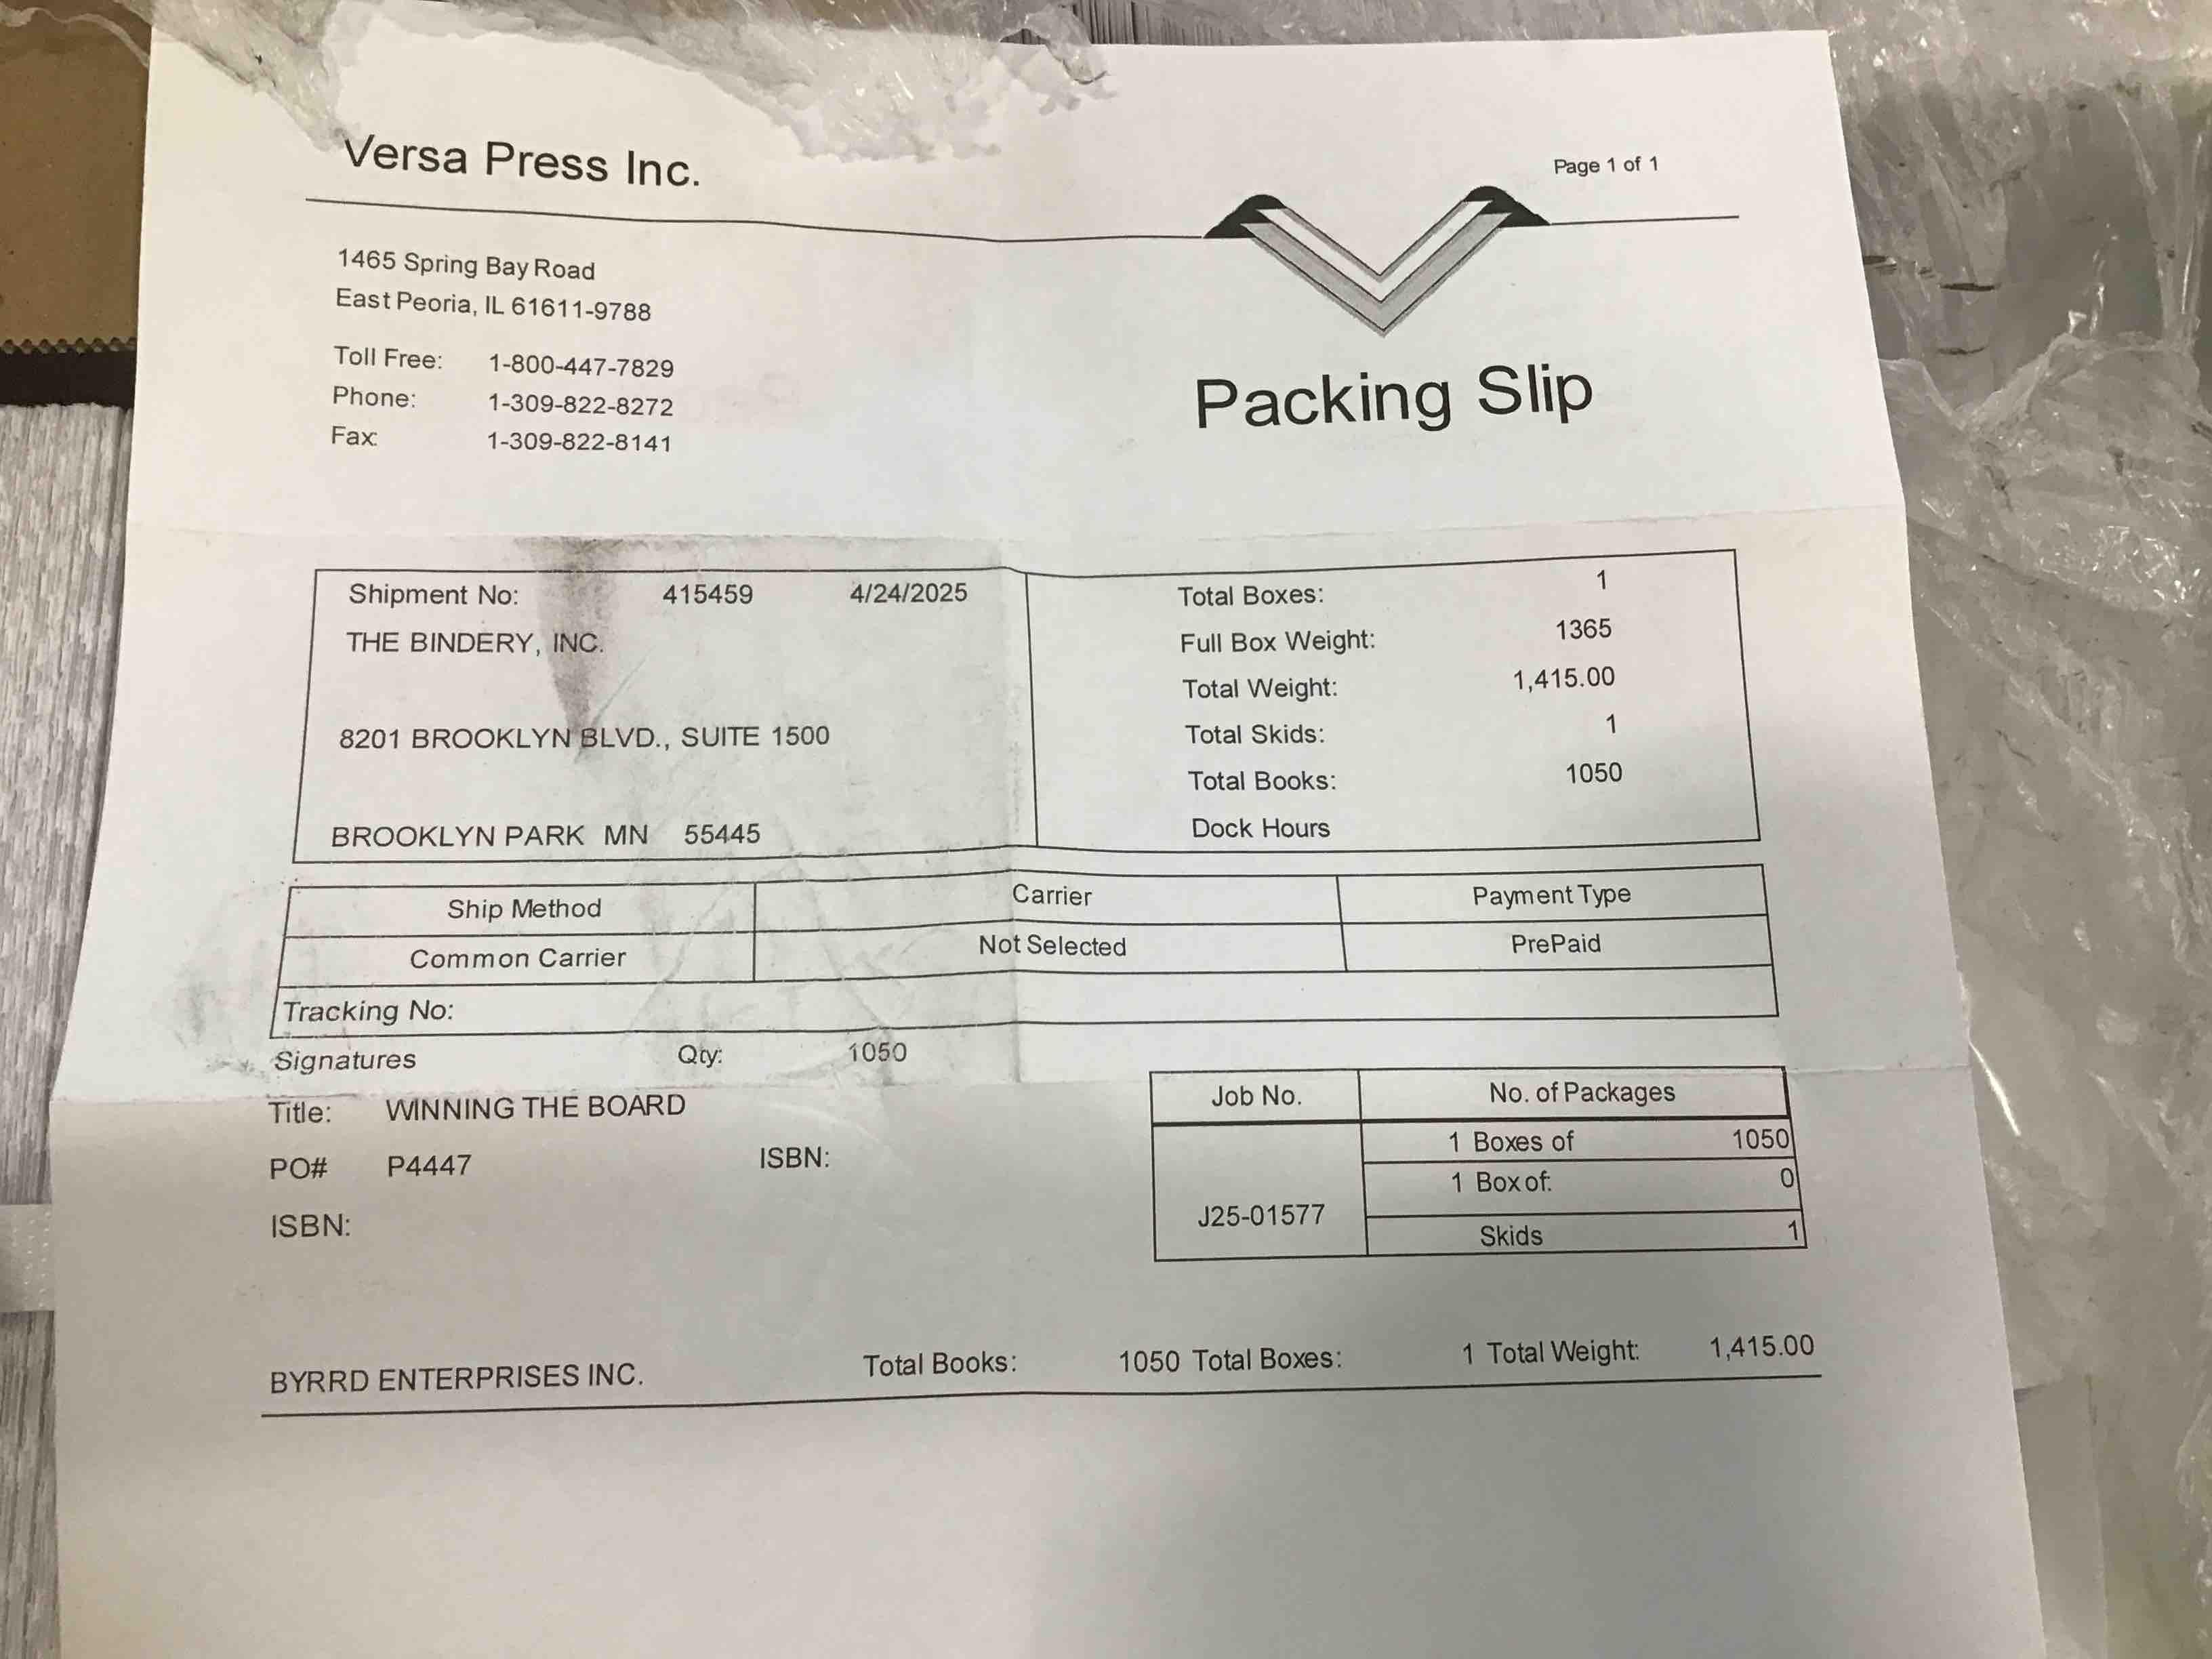 Versa Press Inc.
Page 1 of 1
1465 Spring Bay Road
East Peoria, IL 61611-9788
Toll Free: 1-800-447-7829
Phone: 1-309-822-8272
Fax: 1-309-822-8141
Packing Slip
Shipment No: 415459 4/24/2025
THE BINDERY, INC.
8201 BROOKLYN BLVD., SUITE 1500
BROOKLYN PARK MN 55445
Total Boxes: 1
Full Box Weight: 1365
Total Weight: 1,415.00
Total Skids: 1
Total Books: 1050
Dock Hours
Ship Method Carrier Payment Type
Common Carrier Not Selected PrePaid
Tracking No:
Signatures Qty: 1050
Title: WINNING THE BOARD
PO# P4447 ISBN:
ISBN:
Job No. No. of Packages
1 Boxes of 1050
1 Box of: 0
J25-01577
Skids 1
BYRRD ENTERPRISES INC. Total Books: 1050 Total Boxes: 1 Total Weight: 1,415.00